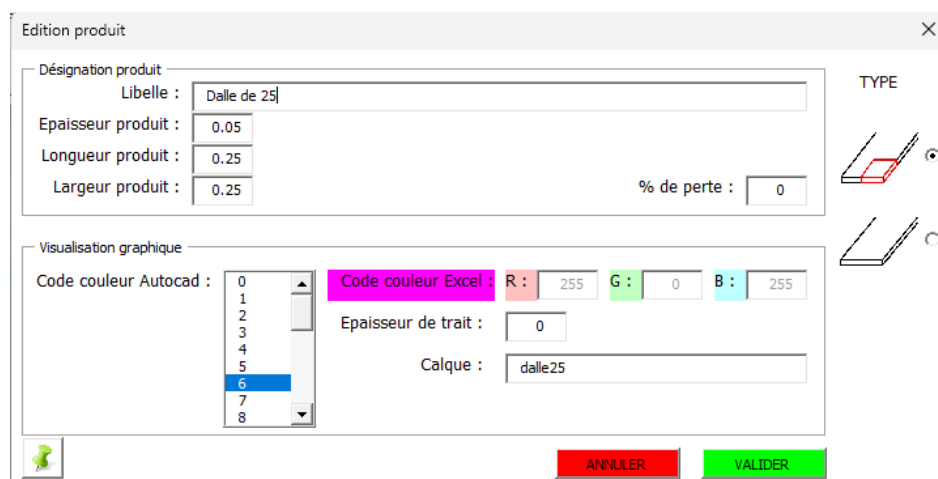 Edition produit
Désignation produit
Libelle : Dalle de 25
TYPE
Epaisseur produit : 0.05
Longueur produit : 0.25
Largeur produit : 0.25 % de perte : 0
Visualisation graphique
Code couleur Autocad : 0 Code couleur Excel : R : 255 G : 0 B : 255
1
2 Epaisseur de trait : 0
3
4
5 Calque : dalle25
6
7
8
ANNULER VALIDER